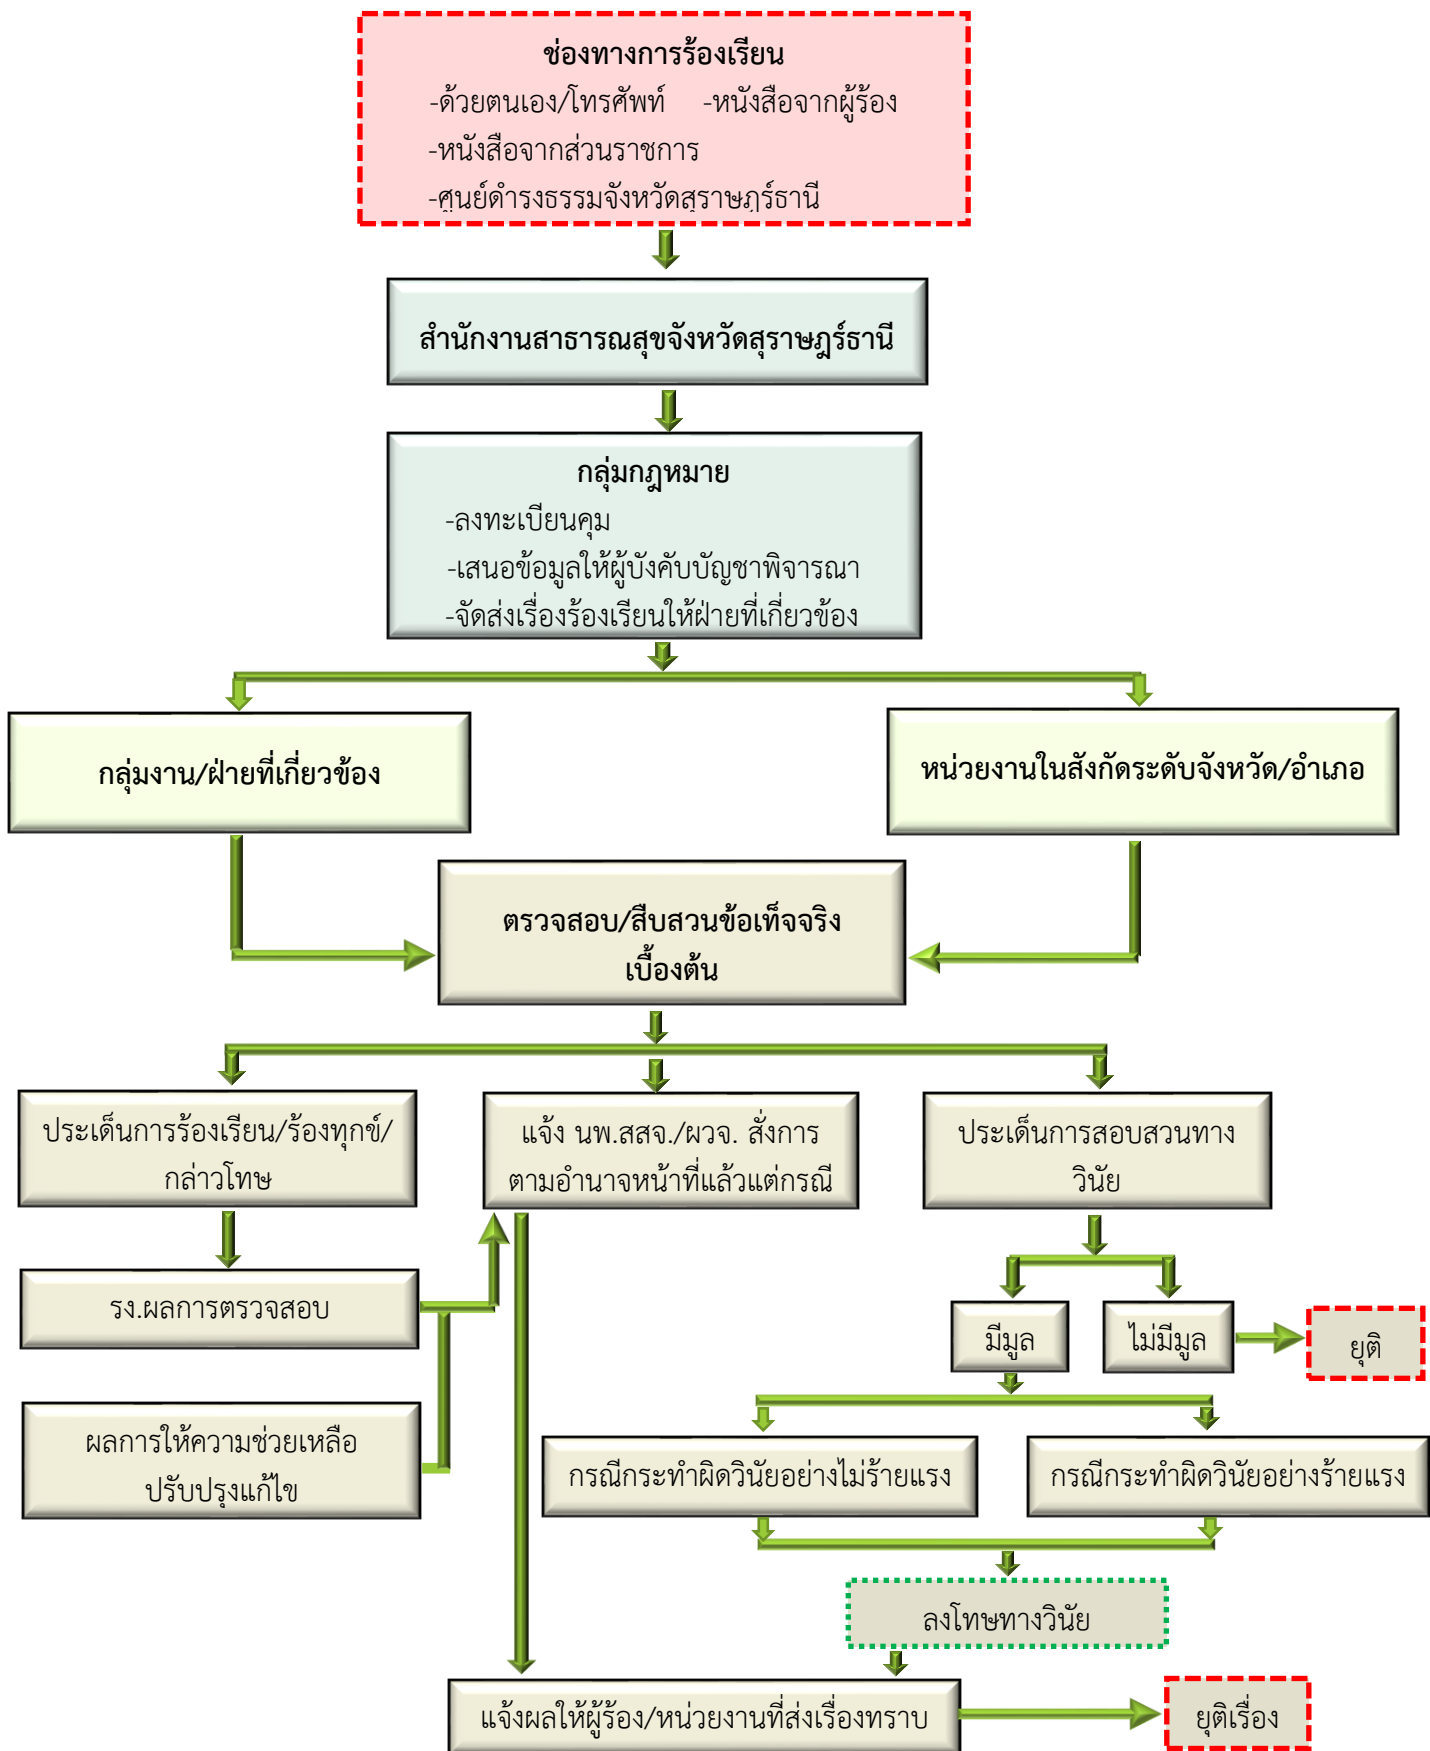 ช่องทางการร้องเรียน
-ด้วยตนเอง/โทรศัพท์ -หนังสือจากผู้ร้อง
-หนังสือจากส่วนราชการ
-ศูนย์ดำรงธรรมจังหวัดสุราษฎร์ธานี
สำนักงานสาธารณสุขจังหวัดสุราษฎร์ธานี
กลุ่มกฎหมาย
-ลงทะเบียนคุม
-เสนอข้อมูลให้ผู้บังคับบัญชาพิจารณา
-จัดส่งเรื่องร้องเรียนให้ฝ่ายที่เกี่ยวข้อง
กลุ่มงาน/ฝ่ายที่เกี่ยวข้อง
หน่วยงานในสังกัดระดับจังหวัด/อำเภอ
ตรวจสอบ/สืบสวนข้อเท็จจริง
เบื้องต้น
ประเด็นการร้องเรียน/ร้องทุกข์/
กล่าวโทษ
แจ้ง นพ.สสจ./ผวจ. สั่งการ
ตามอำนาจหน้าที่แล้วแต่กรณี
ประเด็นการสอบสวนทาง
วินัย
รง.ผลการตรวจสอบ
มีมูล
ไม่มีมูล
ยุติ
ผลการให้ความช่วยเหลือ
ปรับปรุงแก้ไข
กรณีกระทำผิดวินัยอย่างไม่ร้ายแรง
กรณีกระทำผิดวินัยอย่างร้ายแรง
ลงโทษทางวินัย
แจ้งผลให้ผู้ร้อง/หน่วยงานที่ส่งเรื่องทราบ
ยุติเรื่อง